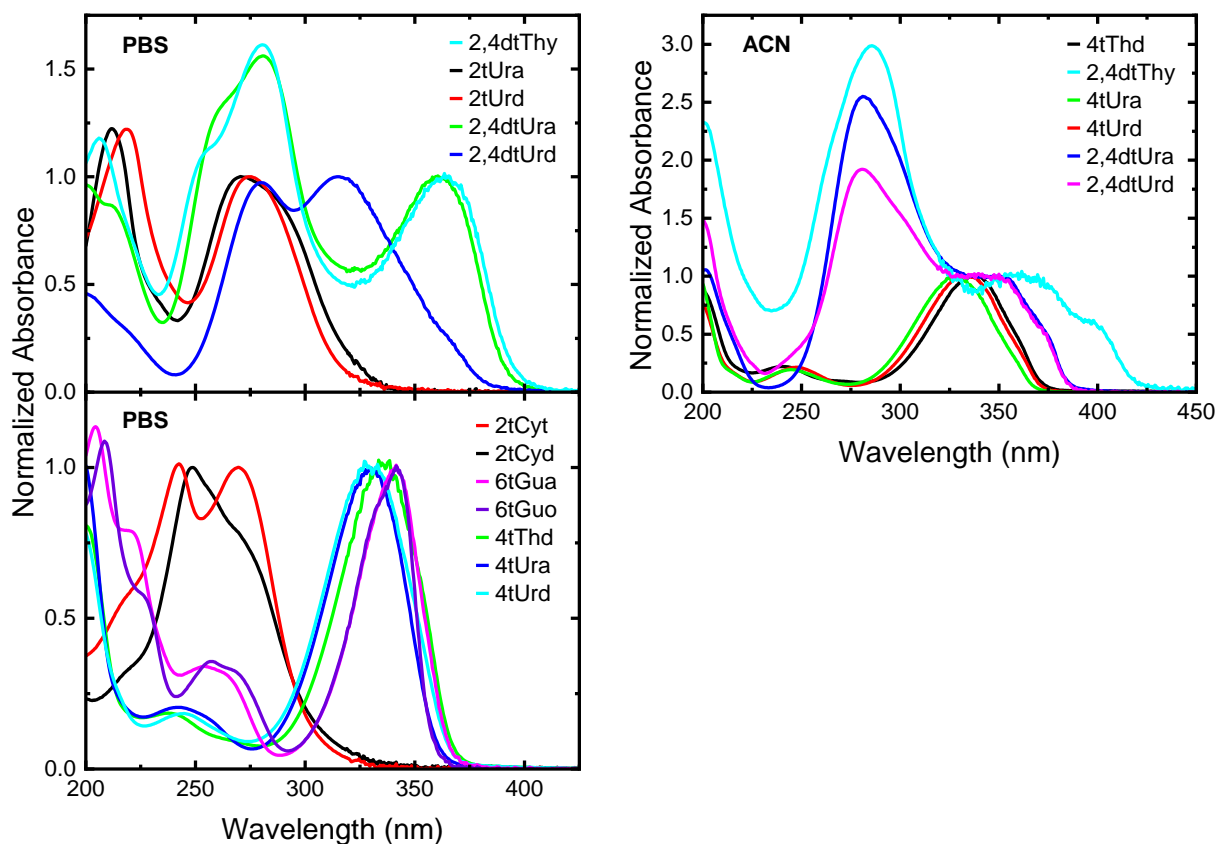 PBS
2,4dtThy
2tUra
2tUrd
2,4dtUra
2,4dtUrd
1.5
1.0
0.5
0.0
PBS
2tCyt
2tCyd
6tGua
6tGuo
4tThd
4tUra
4tUrd
1.0
0.5
0.0
200 250 300 350 400
Wavelength (nm)
Normalized Absorbance
ACN
4tThd
2,4dtThy
4tUra
4tUrd
2,4dtUra
2,4dtUrd
3.0
2.5
2.0
1.5
1.0
0.5
0.0
200 250 300 350 400 450
Wavelength (nm)
Normalized Absorbance